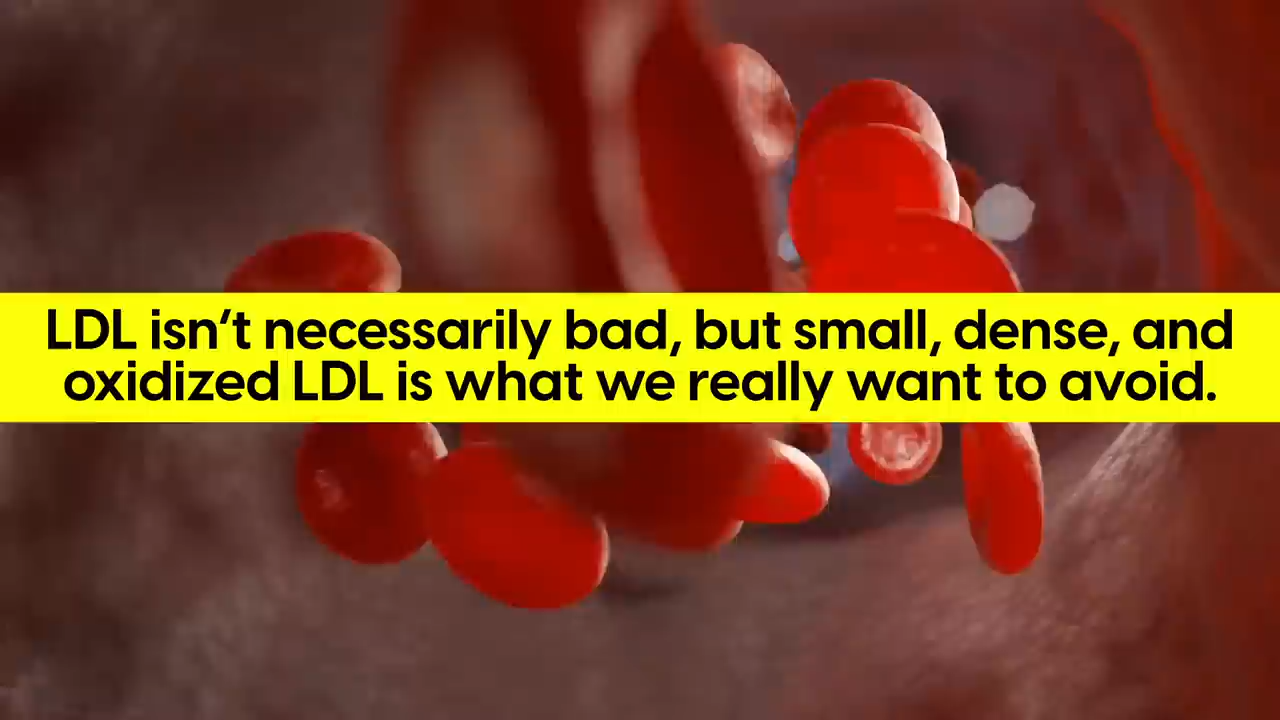 LDL isn't necessarily bad, but small, dense, and
oxidized LDL is what we really want to avoid.